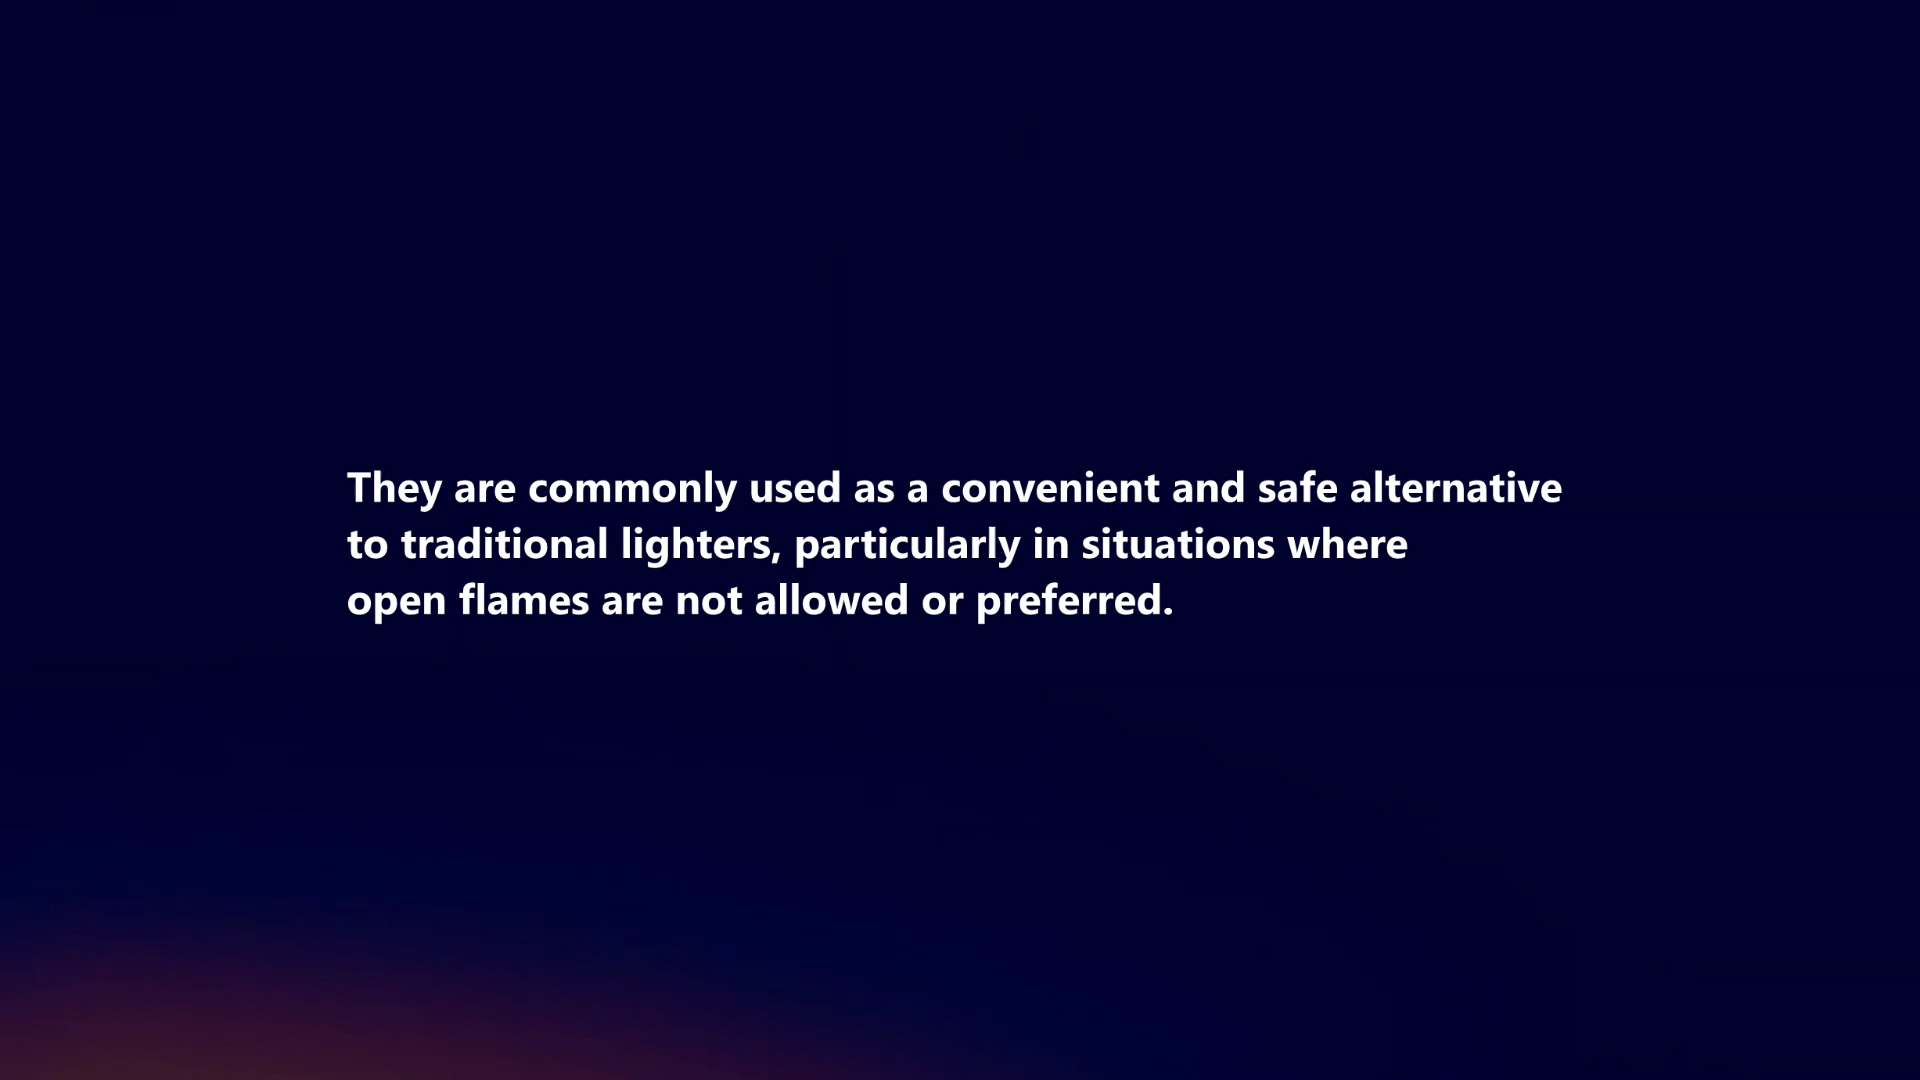 They are commonly used as a convenient and safe alternative
to traditional lighters, particularly in situations where
open flames are not allowed or preferred.